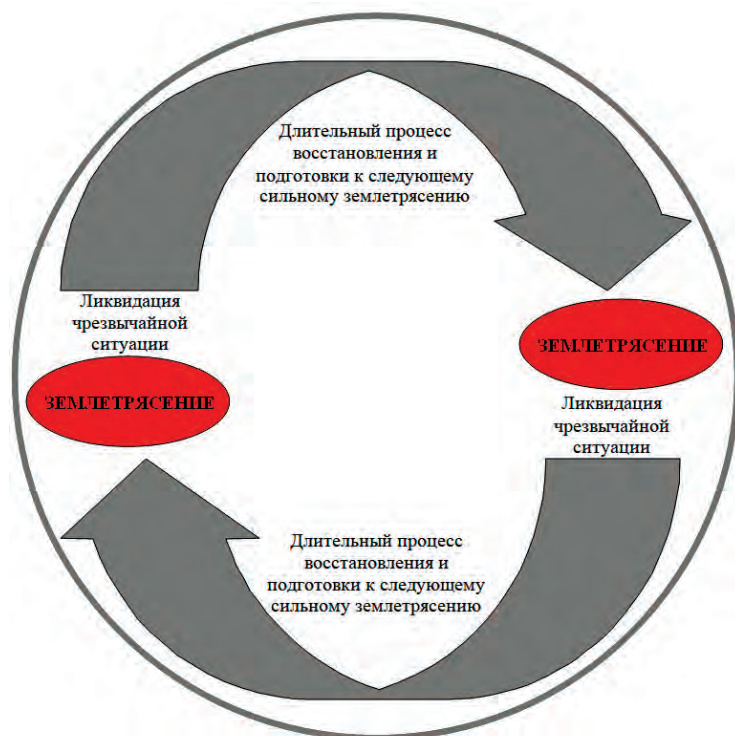 Длительный процесс
восстановления и
подготовки к следующему
сильному землетрясению
Ликвидация
чрезвычайной
ситуации
ЗЕМЛЕТРЯСЕНИЕ
ЗЕМЛЕТРЯСЕНИЕ
Ликвидация
чрезвычайной
ситуации
Длительный процесс
восстановления и
подготовки к следующему
сильному землетрясению